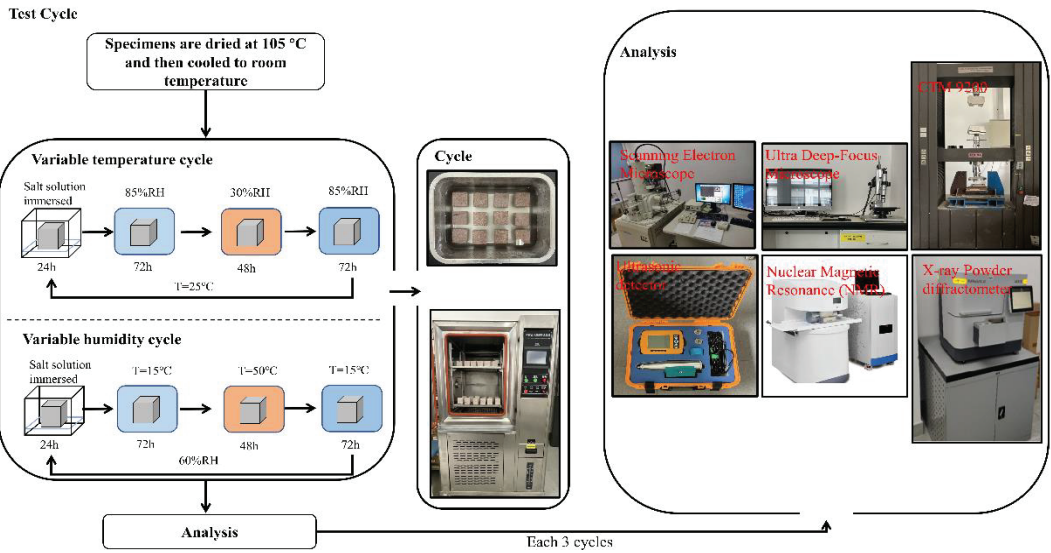 Test Cycle
Specimens are dried at 105 °C
and then cooled to room
temperature
Variable temperature cycle
Salt solution
immersed
85%RH
30%RH
85%RH
24h
72h
48h
72h
T=25°C
Variable humidity cycle
Salt solution
immersed
T=15°C
T=50°C
T=15°C
24h
72h
48h
72h
60%RH
Analysis
Each 3 cycles
Cycle
Analysis
Scanning Electron
Microscope
Ultra Deep-Focus
Microscope
CTM 9200
Ultrasonic
detector
Nuclear Magnetic
Resonance (NMR)
X-ray Powder
diffractometer